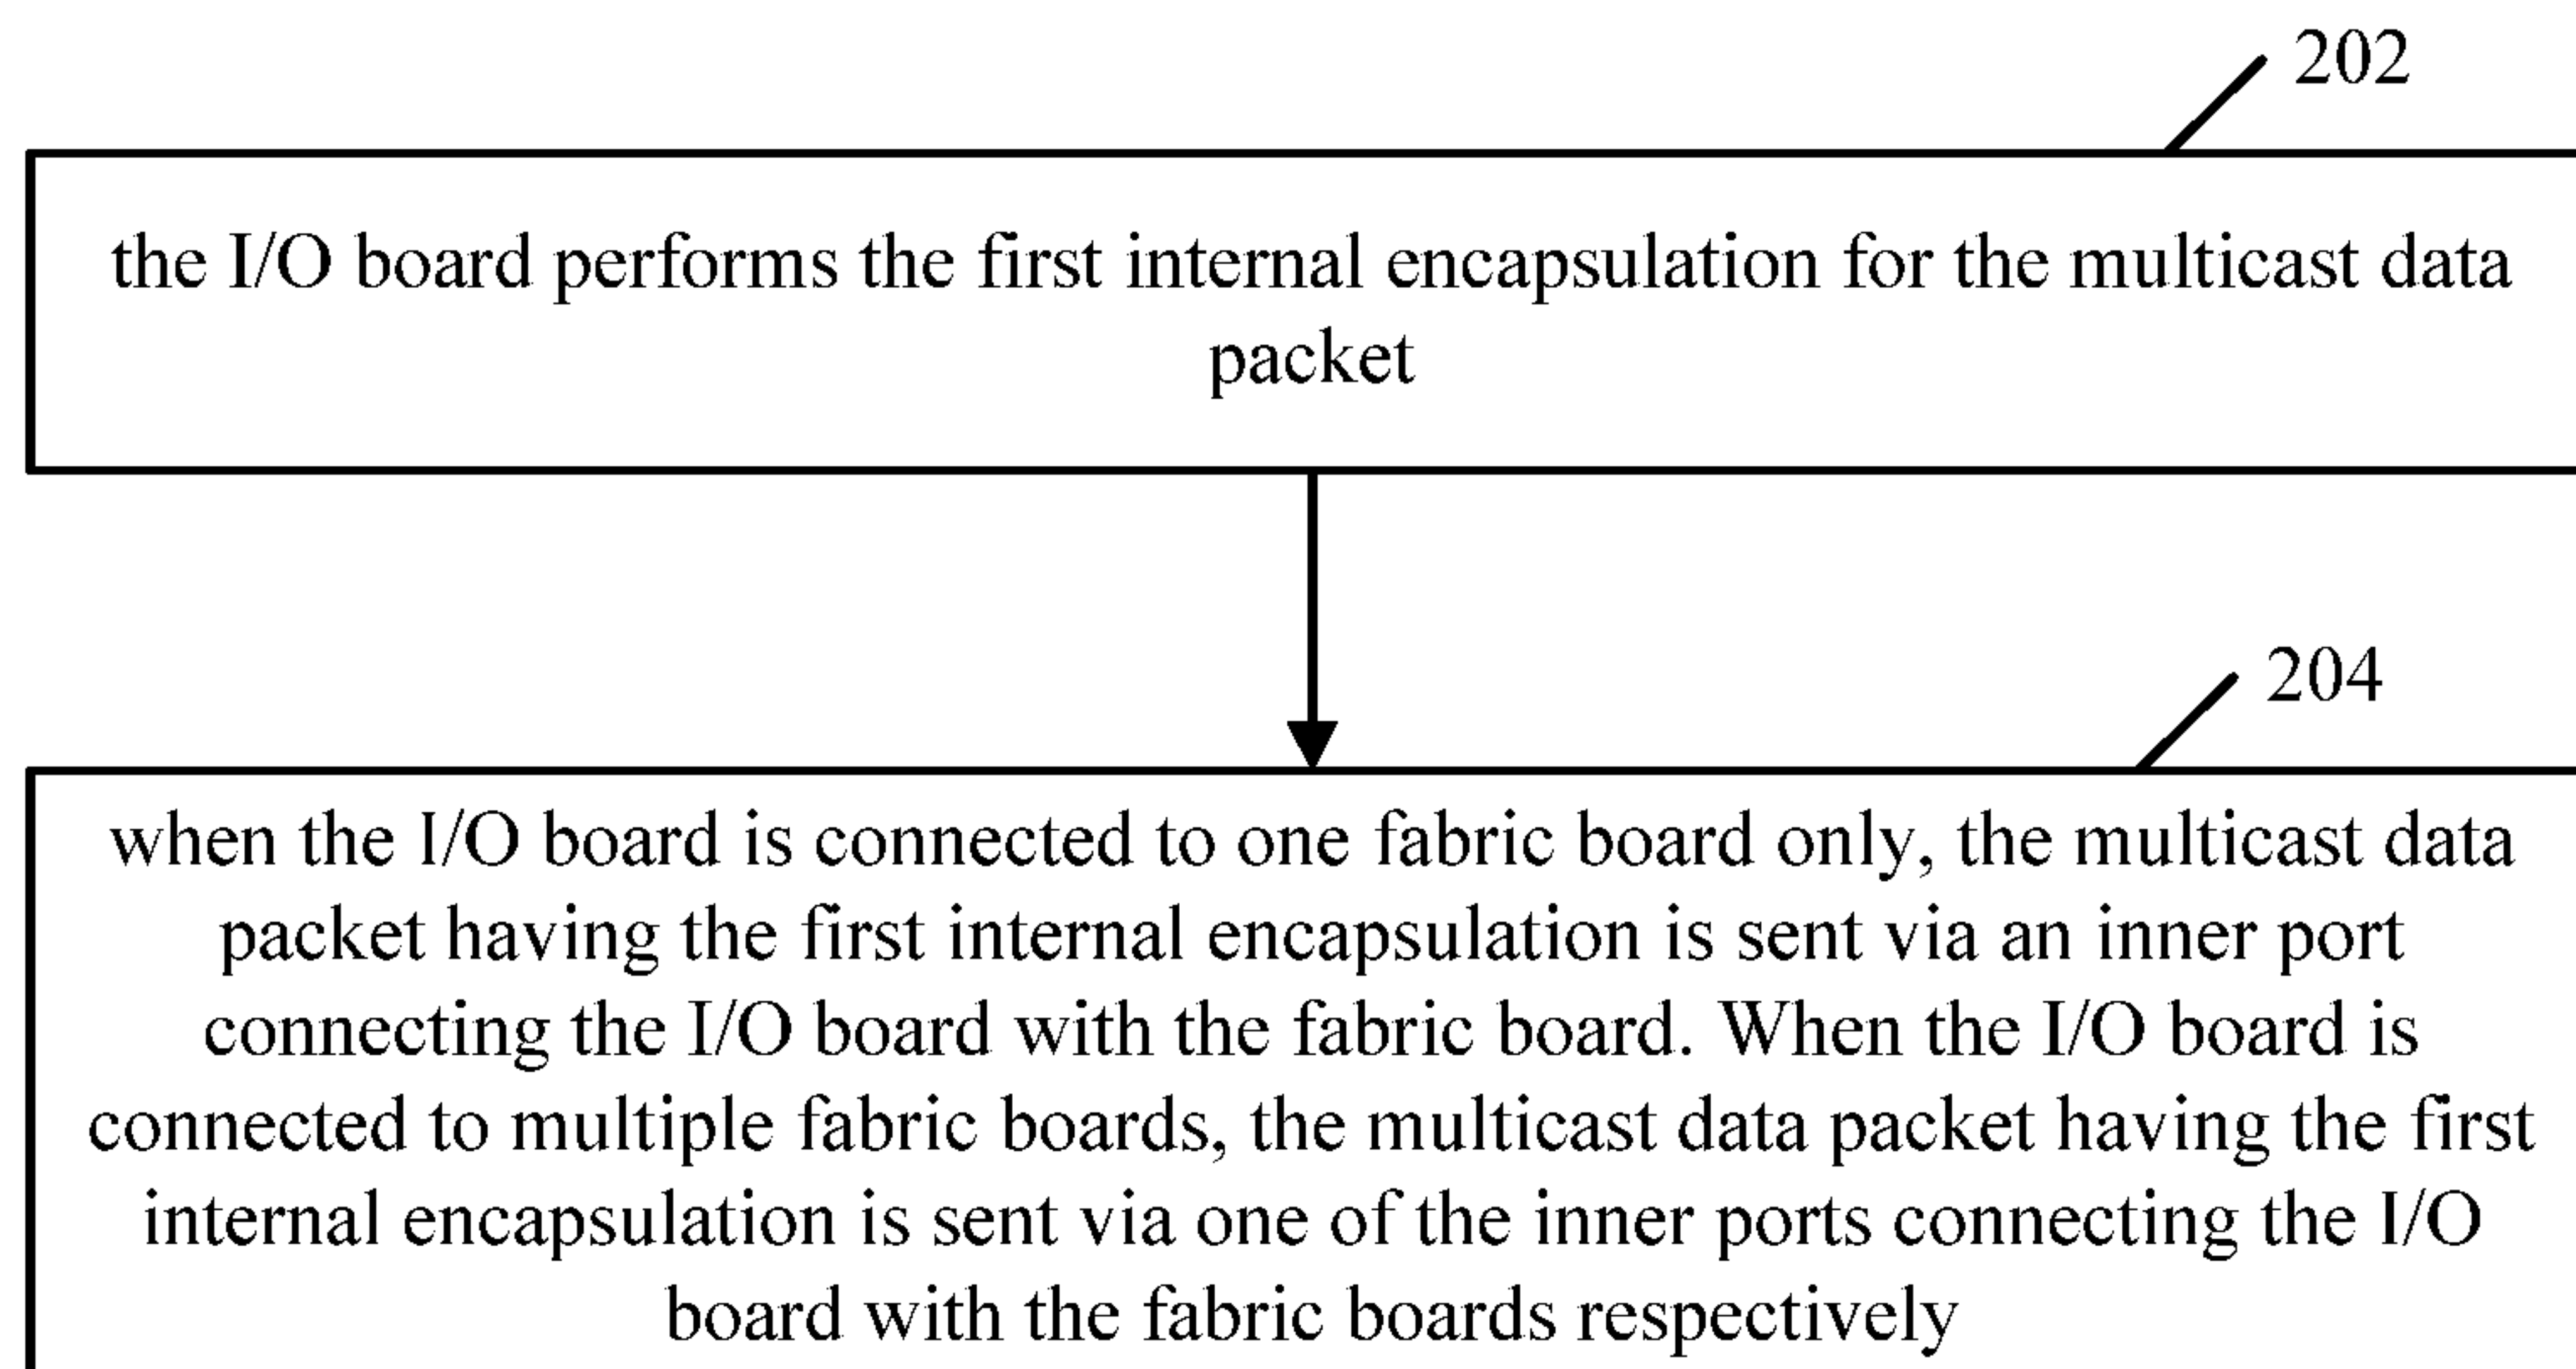 202
the I/O board performs the first internal encapsulation for the multicast data
packet
204
when the I/O board is connected to one fabric board only, the multicast data
packet having the first internal encapsulation is sent via an inner port
connecting the I/O board with the fabric board. When the I/O board is
connected to multiple fabric boards, the multicast data packet having the first
internal encapsulation is sent via one of the inner ports connecting the I/O
board with the fabric boards respectively